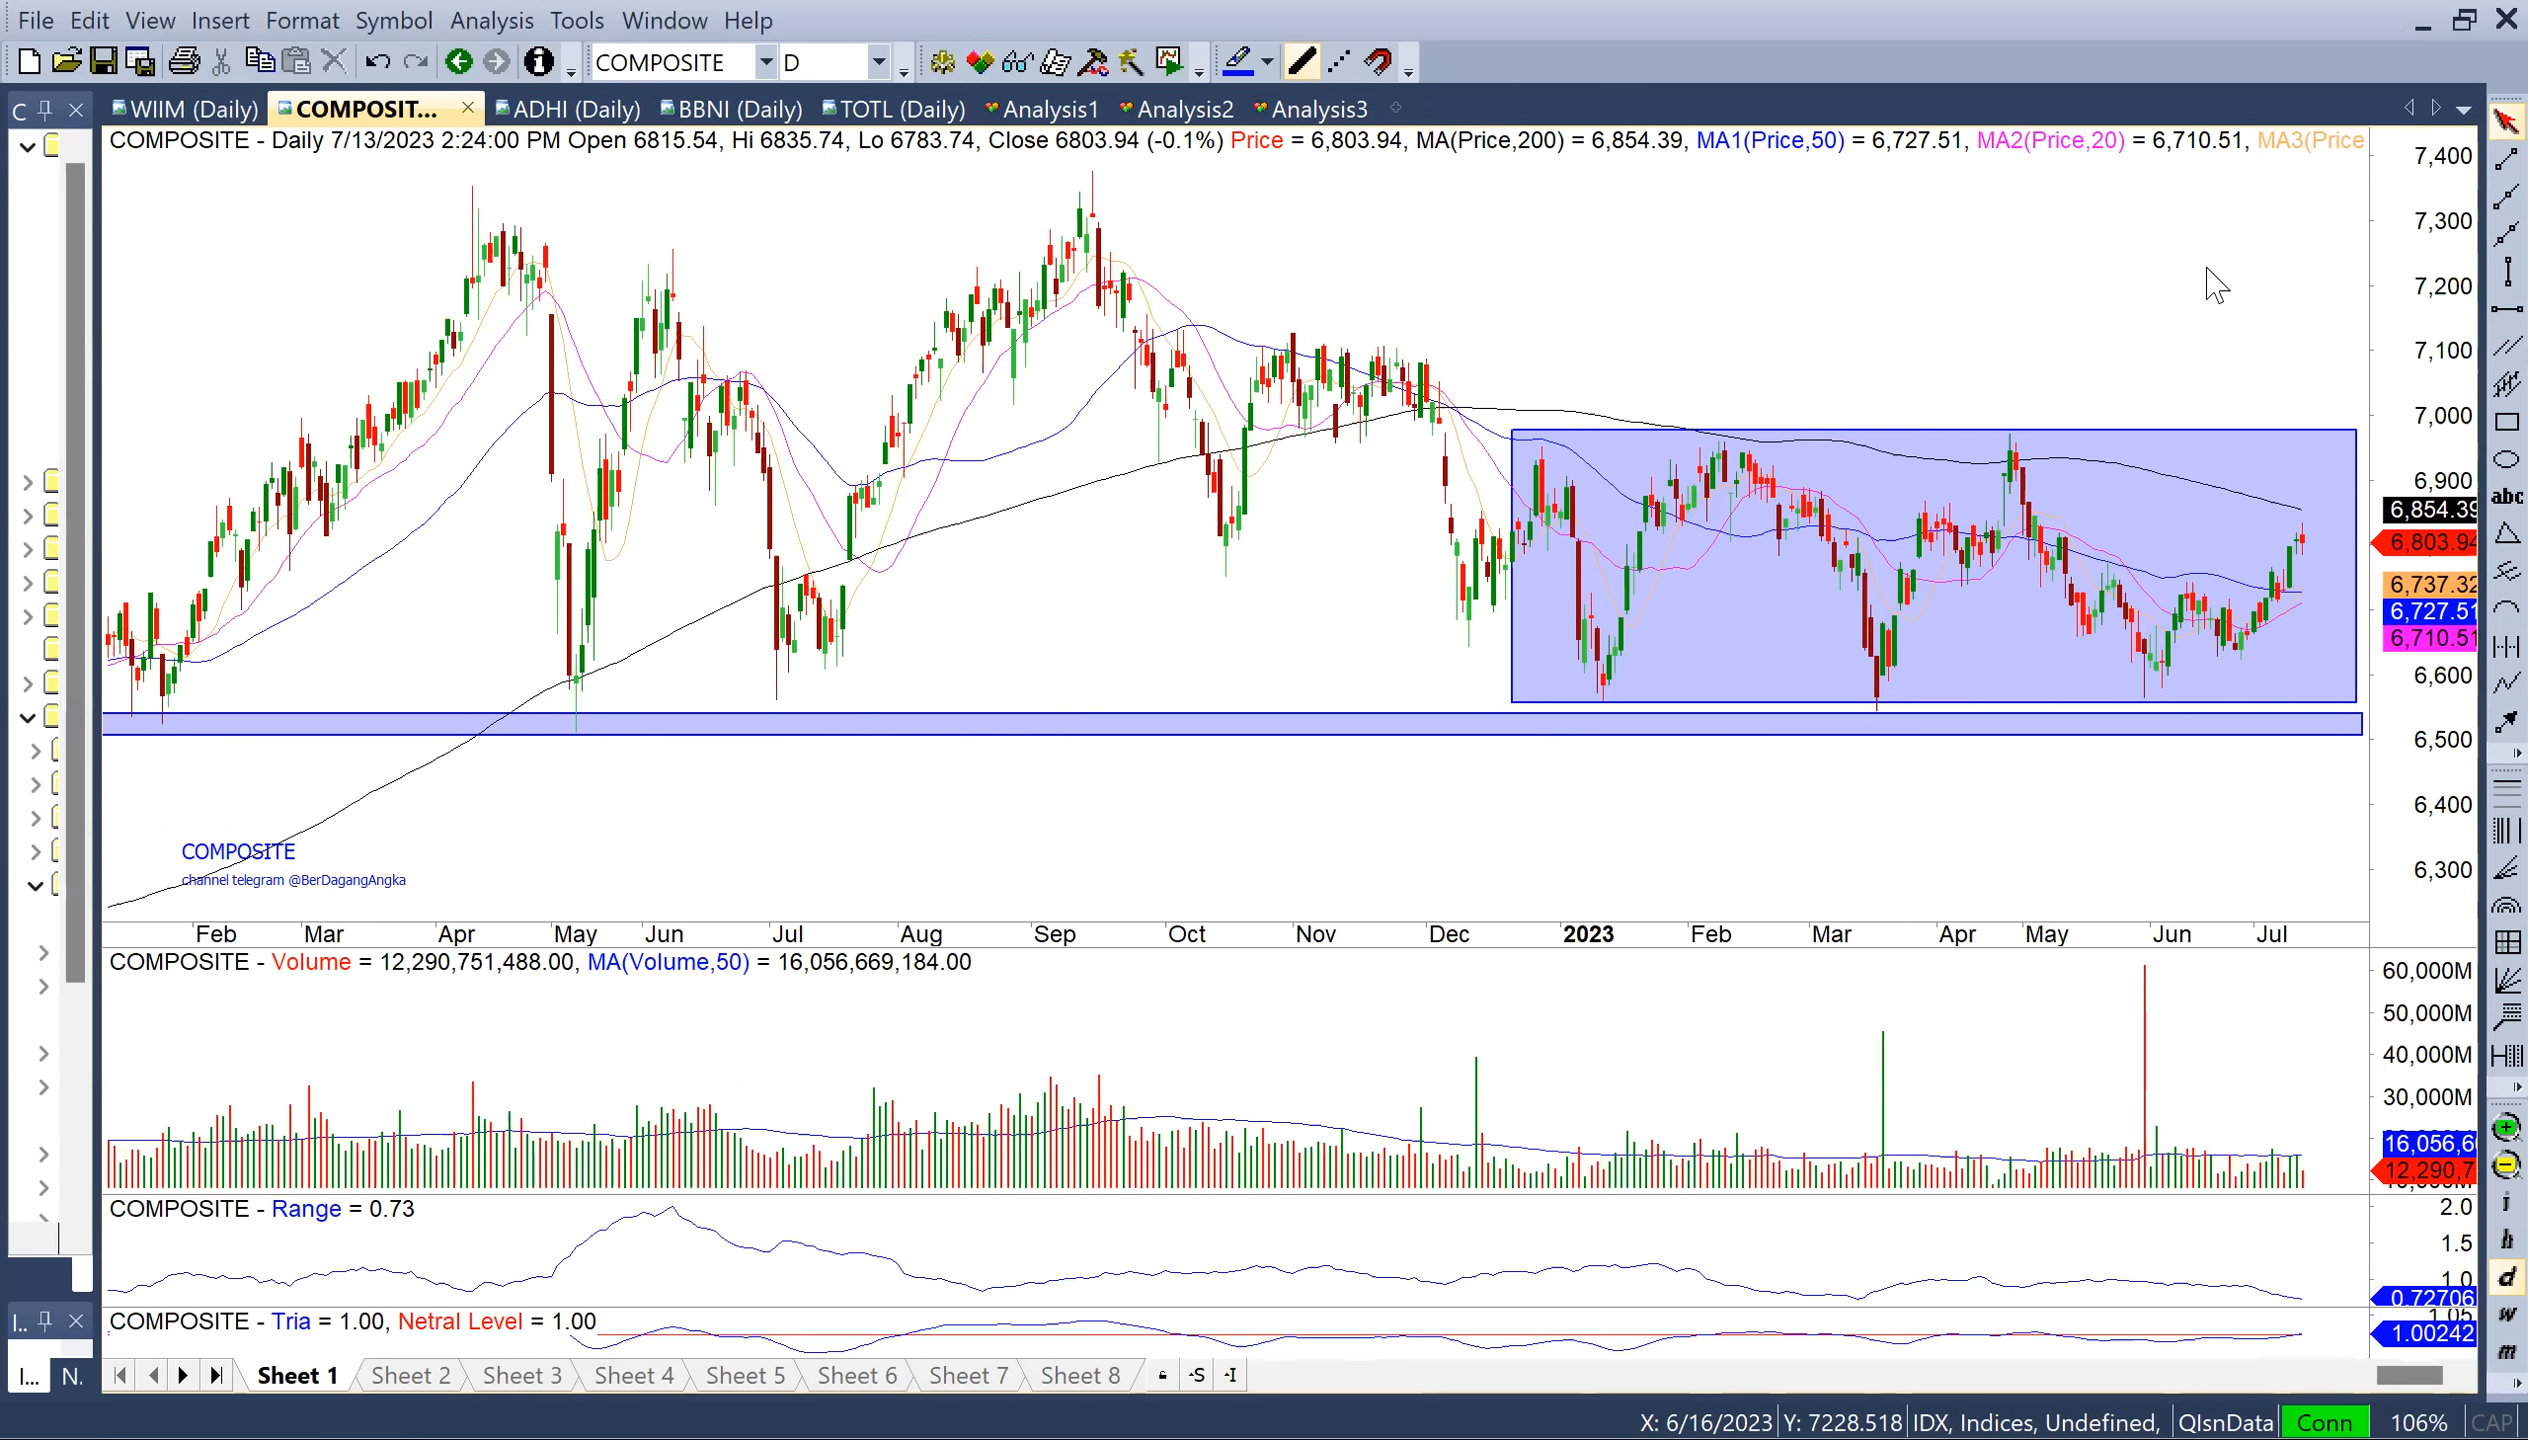 File Edit View Insert Format Symbol Analysis Tools Window Help
COMPOSITE D
C WIIM (Daily) COMPOSIT... ADHI (Daily) BBNI (Daily) TOTL (Daily) Analysis1 Analysis2 Analysis3
COMPOSITE - Daily 7/13/2023 2:24:00 PM Open 6815.54, Hi 6835.74, Lo 6783.74, Close 6803.94 (-0.1%) Price = 6,803.94, MA(Price,200) = 6,854.39, MA1(Price,50) = 6,727.51, MA2(Price,20) = 6,710.51, MA3(Price
7,400
7,300
7,200
7,100
7,000
6,900
6,854.39
6,803.94
6,737.32
6,727.51
6,710.51
6,600
6,500
6,400
6,300
abc
COMPOSITE
channel telegram @BerDagangAngka
Feb Mar Apr May Jun Jul Aug Sep Oct Nov Dec 2023 Feb Mar Apr May Jun Jul
COMPOSITE - Volume = 12,290,751,488.00, MA(Volume,50) = 16,056,669,184.00
60,000M
50,000M
40,000M
30,000M
16,056,6
12,290,7
COMPOSITE - Range = 0.73
2.0
1.5
1.0
0.72706
COMPOSITE - Tria = 1.00, Netral Level = 1.00
1.05
1.00242
i
h
d
w
m
I..
I... N.
Sheet 1 Sheet 2 Sheet 3 Sheet 4 Sheet 5 Sheet 6 Sheet 7 Sheet 8 -S -I
X: 6/16/2023 Y: 7228.518 IDX, Indices, Undefined, QIsnData Conn 106% CAP